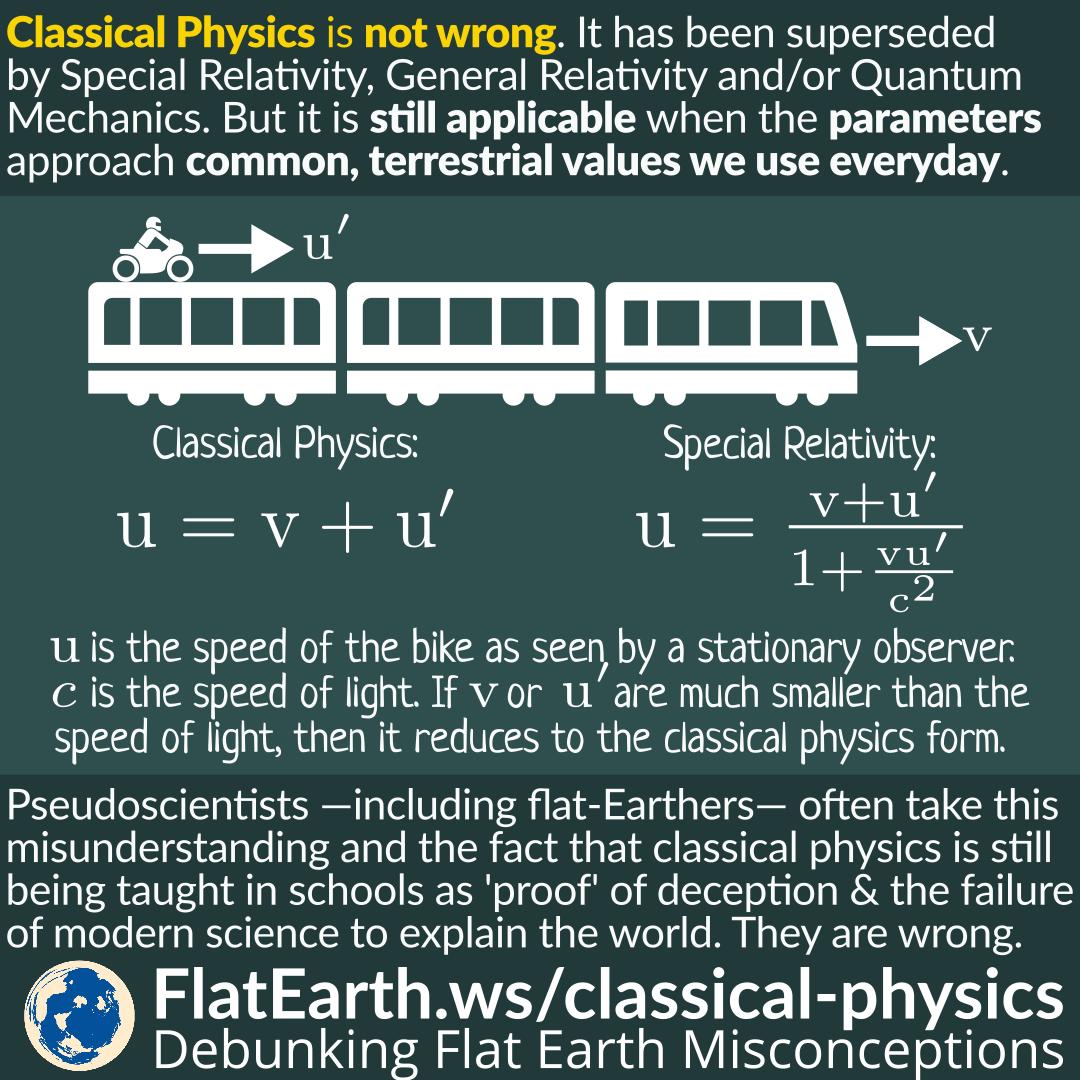 Classical Physics is not wrong. It has been superseded
by Special Relativity, General Relativity and/or Quantum
Mechanics. But it is still applicable when the parameters
approach common, terrestrial values we use everyday.
u′
v
Classical Physics:
u = v + u′
Special Relativity:
u = \frac{v+u′}{1+\frac{vu′}{c^2}}
u is the speed of the bike as seen by a stationary observer.
c is the speed of light. If v or u′ are much smaller than the
speed of light, then it reduces to the classical physics form.
Pseudoscientists —including flat-Earthers— often take this
misunderstanding and the fact that classical physics is still
being taught in schools as 'proof' of deception & the failure
of modern science to explain the world. They are wrong.
FlatEarth.ws/classical-physics
Debunking Flat Earth Misconceptions